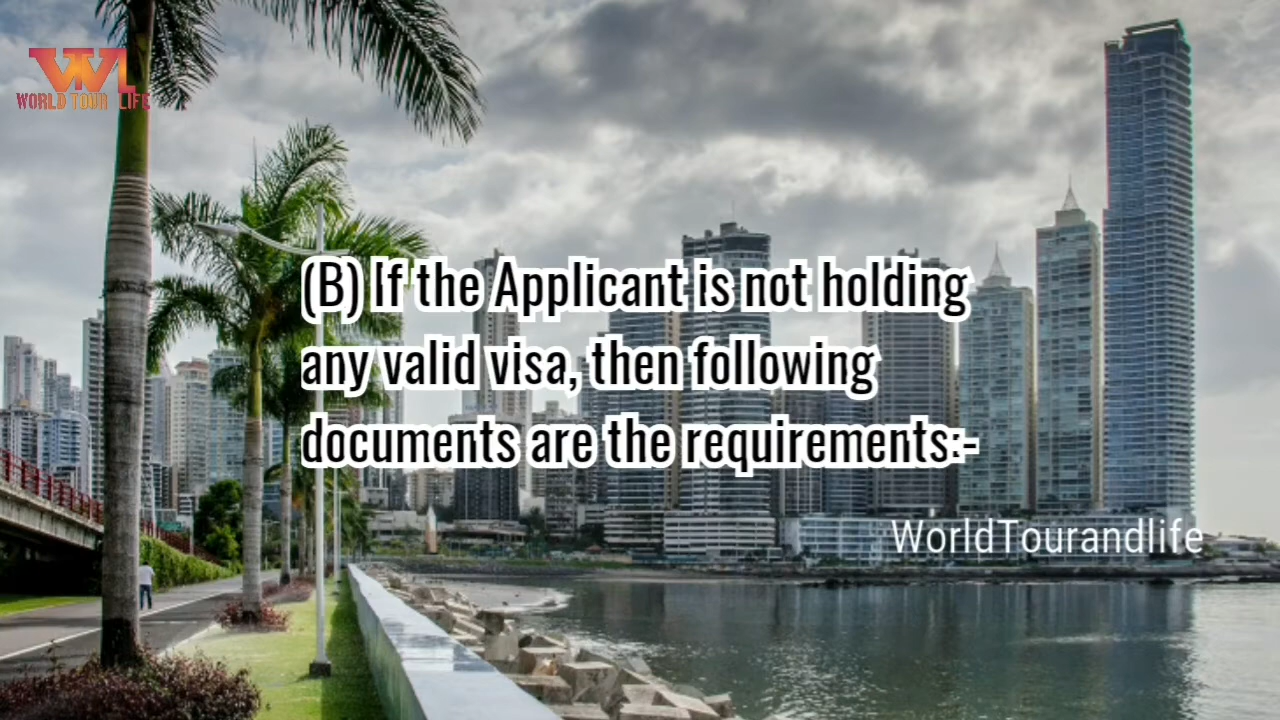 WORLD TOUR LIFE
(B) If the Applicant is not holding
any valid visa, then following
documents are the requirements:-
WorldTourandlife